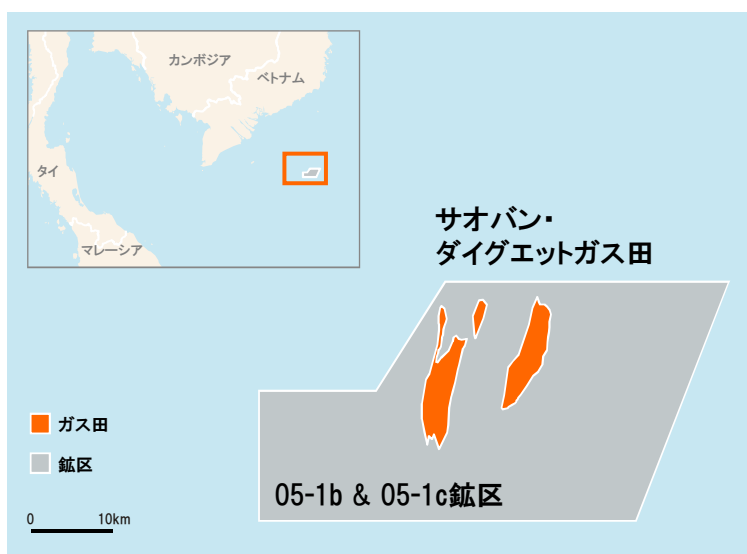 カンボジア
ベトナム
タイ
マレーシア
サオバン・
ダイグエットガス田
ガス田
鉱区
05-1b & 05-1c鉱区
0 10km